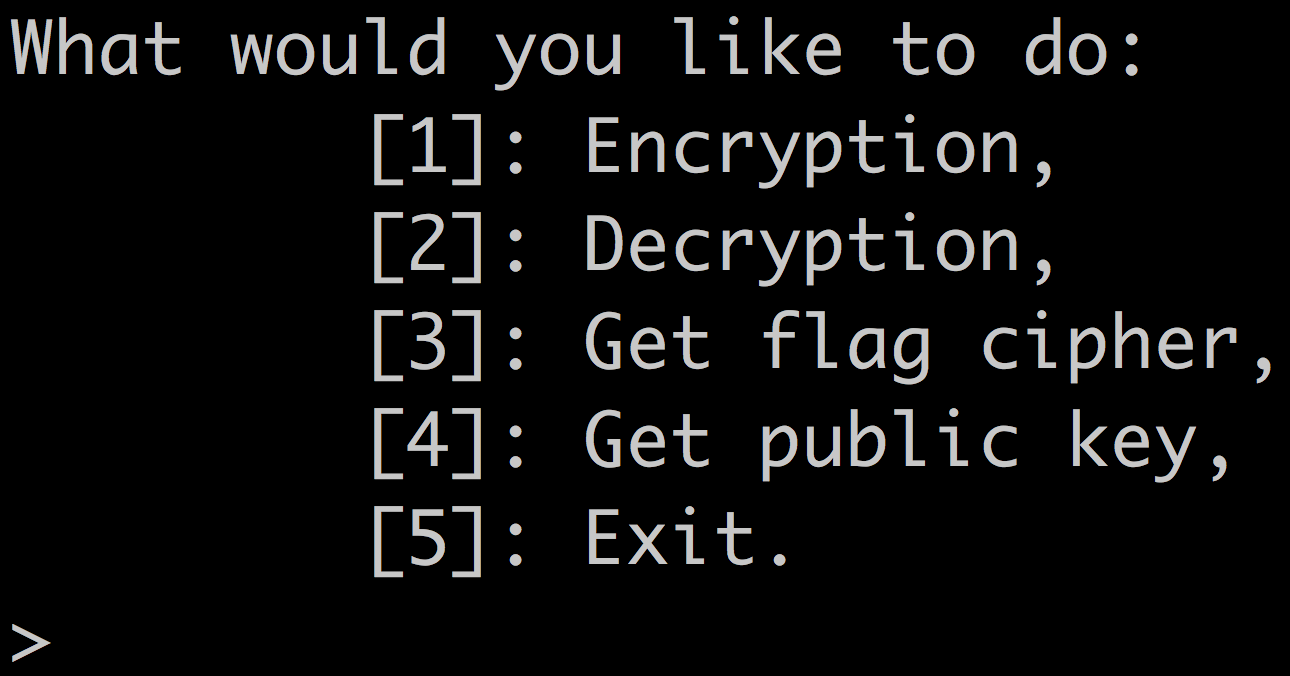 What would you like to do:
[1]: Encryption,
[2]: Decryption,
[3]: Get flag cipher,
[4]: Get public key,
[5]: Exit.
>